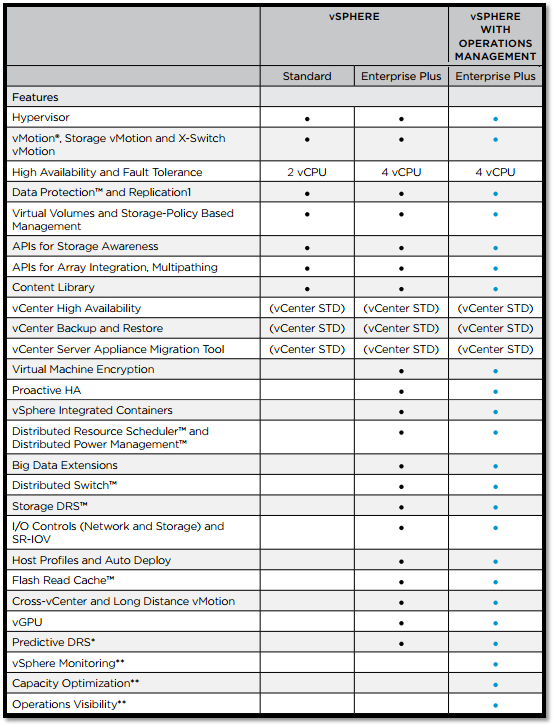 vSPHERE vSPHERE
WITH
OPERATIONS
MANAGEMENT
Standard Enterprise Plus Enterprise Plus
Features
Hypervisor • • •
vMotion®, Storage vMotion and X-Switch
vMotion • • •
High Availability and Fault Tolerance 2 vCPU 4 vCPU 4 vCPU
Data Protection™ and Replication1 • • •
Virtual Volumes and Storage-Policy Based
Management • • •
APIs for Storage Awareness • • •
APIs for Array Integration, Multipathing • • •
Content Library • • •
vCenter High Availability (vCenter STD) (vCenter STD) (vCenter STD)
vCenter Backup and Restore (vCenter STD) (vCenter STD) (vCenter STD)
vCenter Server Appliance Migration Tool (vCenter STD) (vCenter STD) (vCenter STD)
Virtual Machine Encryption • •
Proactive HA • •
vSphere Integrated Containers • •
Distributed Resource Scheduler™ and
Distributed Power Management™ • •
Big Data Extensions • •
Distributed Switch™ • •
Storage DRS™ • •
I/O Controls (Network and Storage) and
SR-IOV • •
Host Profiles and Auto Deploy • •
Flash Read Cache™ • •
Cross-vCenter and Long Distance vMotion • •
vGPU • •
Predictive DRS* • •
vSphere Monitoring** •
Capacity Optimization** •
Operations Visibility** •